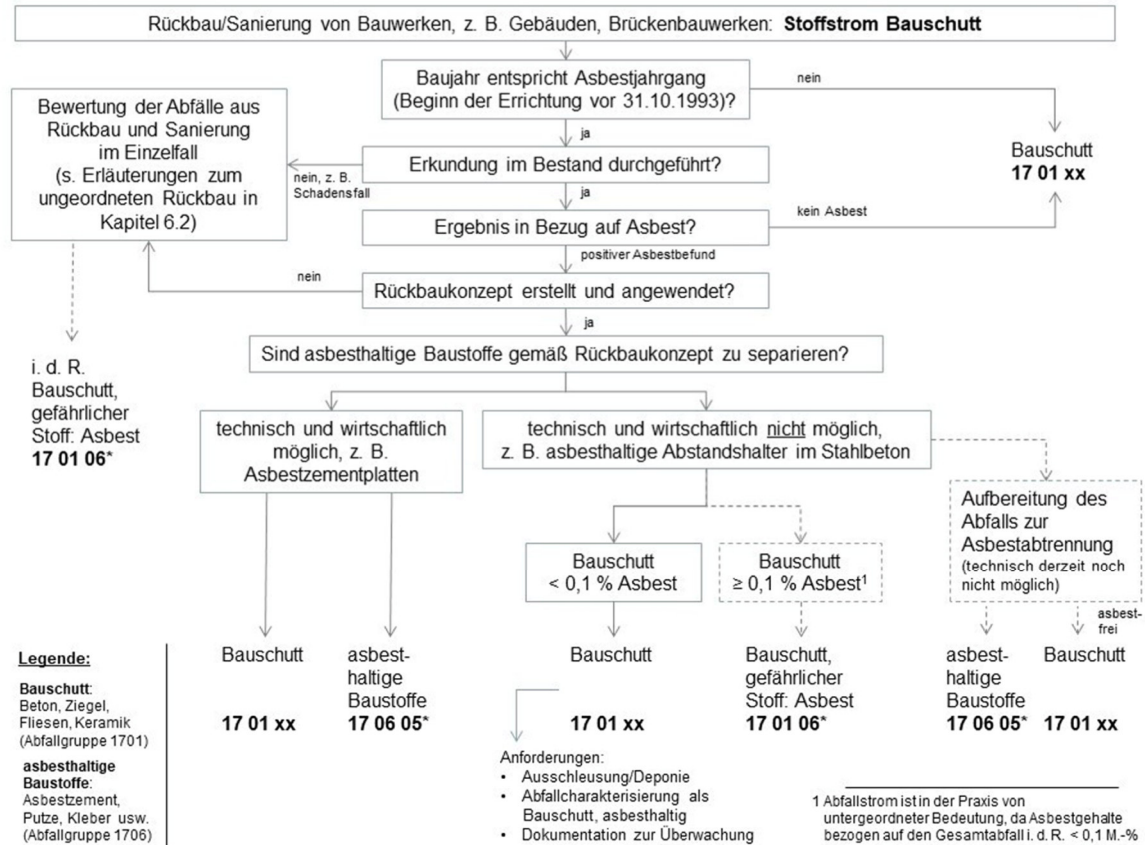 Rückbau/Sanierung von Bauwerken, z. B. Gebäuden, Brückenbauwerken: Stoffstrom Bauschutt
Baujahr entspricht Asbestjahrgang
(Beginn der Errichtung vor 31.10.1993)?
nein
ja
Bewertung der Abfälle aus
Rückbau und Sanierung
im Einzelfall
(s. Erläuterungen zum
ungeordneten Rückbau in
Kapitel 6.2)
Erkundung im Bestand durchgeführt?
nein, z. B.
Schadensfall
ja
Bauschutt
17 01 xx
Ergebnis in Bezug auf Asbest?
kein Asbest
positiver Asbestbefund
nein
Rückbaukonzept erstellt und angewendet?
ja
Sind asbesthaltige Baustoffe gemäß Rückbaukonzept zu separieren?
i. d. R.
Bauschutt,
gefährlicher
Stoff: Asbest
17 01 06*
technisch und wirtschaftlich
möglich, z. B.
Asbestzementplatten
technisch und wirtschaftlich nicht möglich,
z. B. asbesthaltige Abstandshalter im Stahlbeton
Aufbereitung des
Abfalls zur
Asbestabtrennung
(technisch derzeit noch
nicht möglich)
Bauschutt
< 0,1 % Asbest
Bauschutt
≥ 0,1 % Asbest¹
asbest-
frei
Bauschutt
17 01 xx
asbest-
haltige
Baustoffe
17 06 05*
Bauschutt
17 01 xx
Bauschutt,
gefährlicher
Stoff: Asbest
17 01 06*
asbest-
haltige
Baustoffe
17 06 05*
Bauschutt
17 01 xx
Legende:
Bauschutt:
Beton, Ziegel,
Fliesen, Keramik
(Abfallgruppe 1701)
asbesthaltige
Baustoffe:
Asbestzement,
Putze, Kleber usw.
(Abfallgruppe 1706)
Anforderungen:
• Ausschleusung/Deponie
• Abfallcharakterisierung als
Bauschutt, asbesthaltig
• Dokumentation zur Überwachung
1 Abfallstrom ist in der Praxis von
untergeordneter Bedeutung, da Asbestgehalte
bezogen auf den Gesamtabfall i. d. R. < 0,1 M.-%